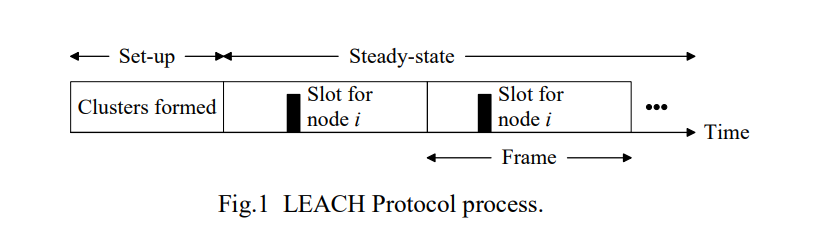 Set-up
Steady-state
Clusters formed
Slot for
node i
Slot for
node i
•••
Time
Frame
Fig.1 LEACH Protocol process.